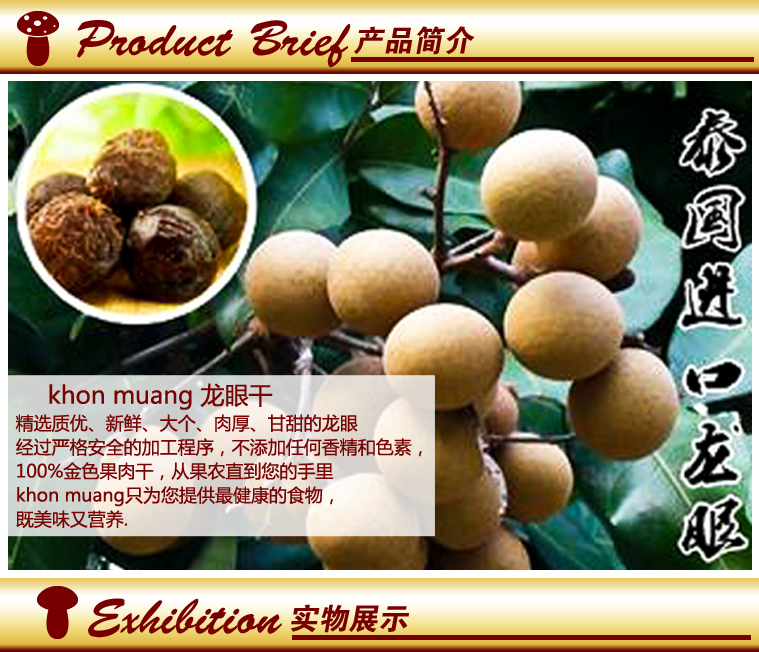 Product Brief 产品简介
泰国进口龙眼
khon muang 龙眼干
精选质优、新鲜、大个、肉厚、甘甜的龙眼
经过严格安全的加工程序，不添加任何香精和色素，
100%金色果肉干，从果农直到您的手里
khon muang只为您提供最健康的食物，
既美味又营养.
Exhibition 实物展示